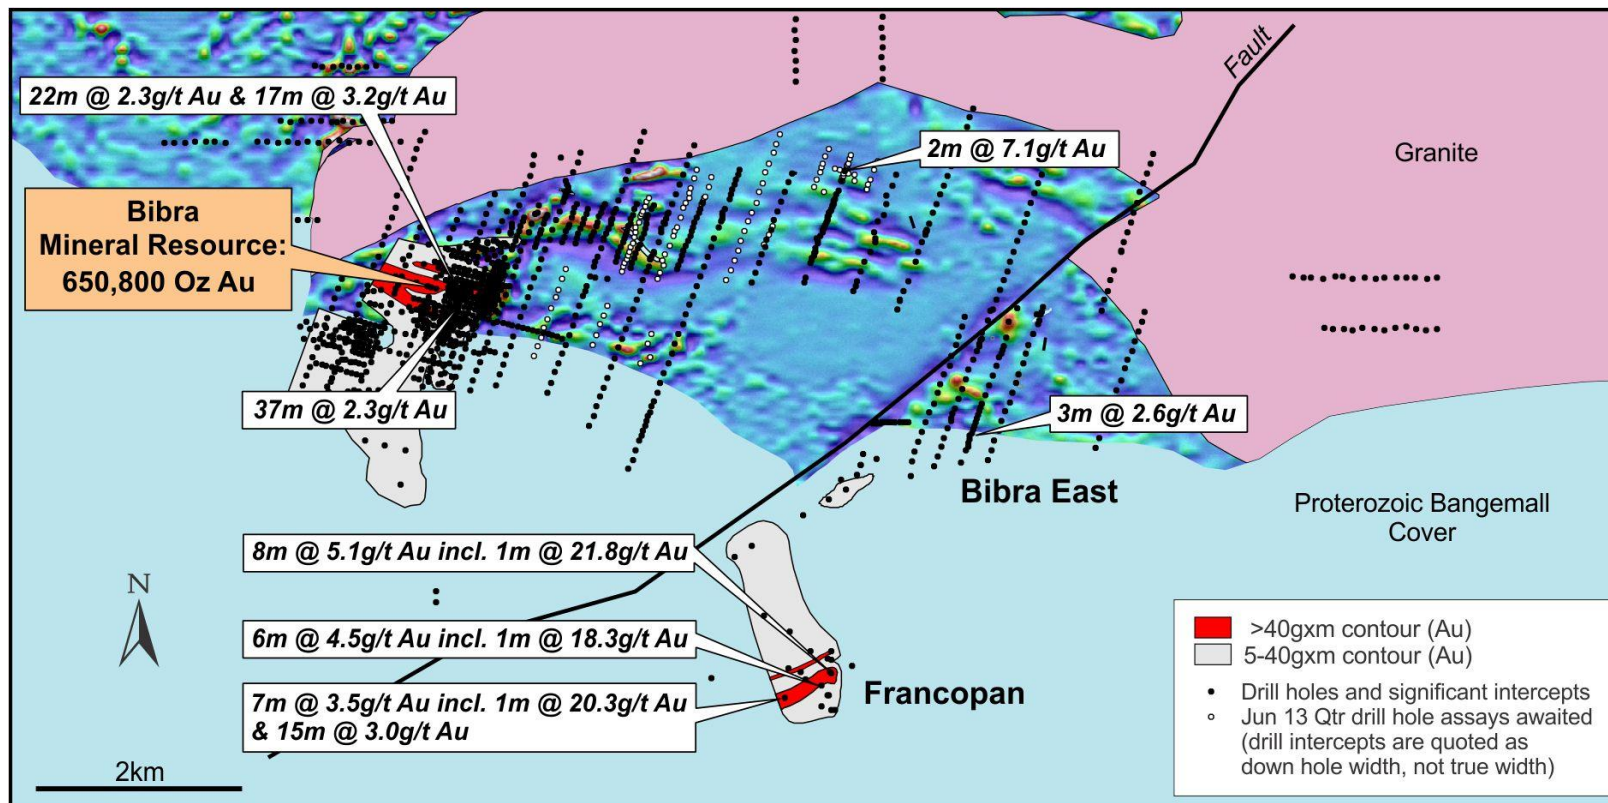 Fault
22m @ 2.3g/t Au & 17m @ 3.2g/t Au
2m @ 7.1g/t Au
Granite
Bibra
Mineral Resource:
650,800 Oz Au
37m @ 2.3g/t Au
3m @ 2.6g/t Au
Bibra East
Proterozoic Bangemall
Cover
8m @ 5.1g/t Au incl. 1m @ 21.8g/t Au
N
6m @ 4.5g/t Au incl. 1m @ 18.3g/t Au
7m @ 3.5g/t Au incl. 1m @ 20.3g/t Au
& 15m @ 3.0g/t Au
Francopan
2km
>40gxm contour (Au)
5-40gxm contour (Au)
Drill holes and significant intercepts
Jun 13 Qtr drill hole assays awaited
(drill intercepts are quoted as
down hole width, not true width)